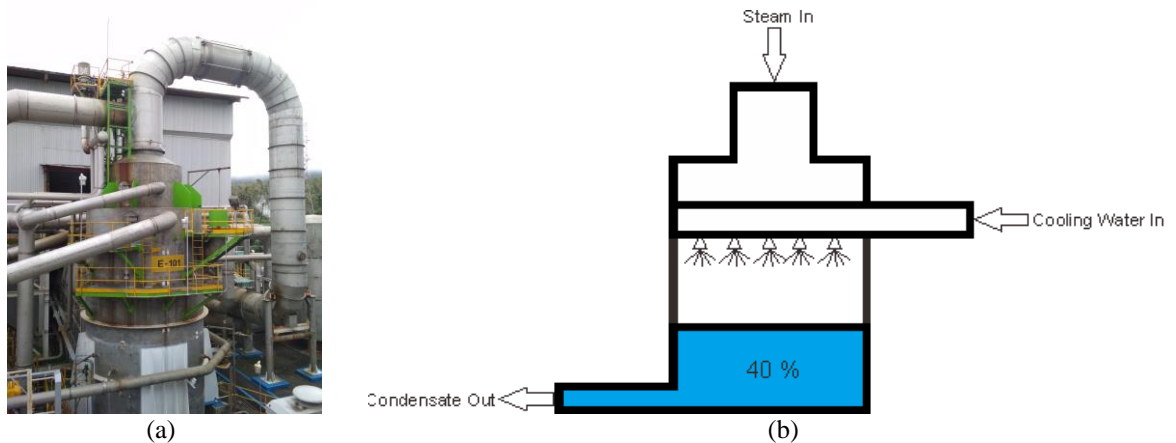 Steam In
E-101
Cooling Water In
40 %
Condensate Out
(a)
(b)